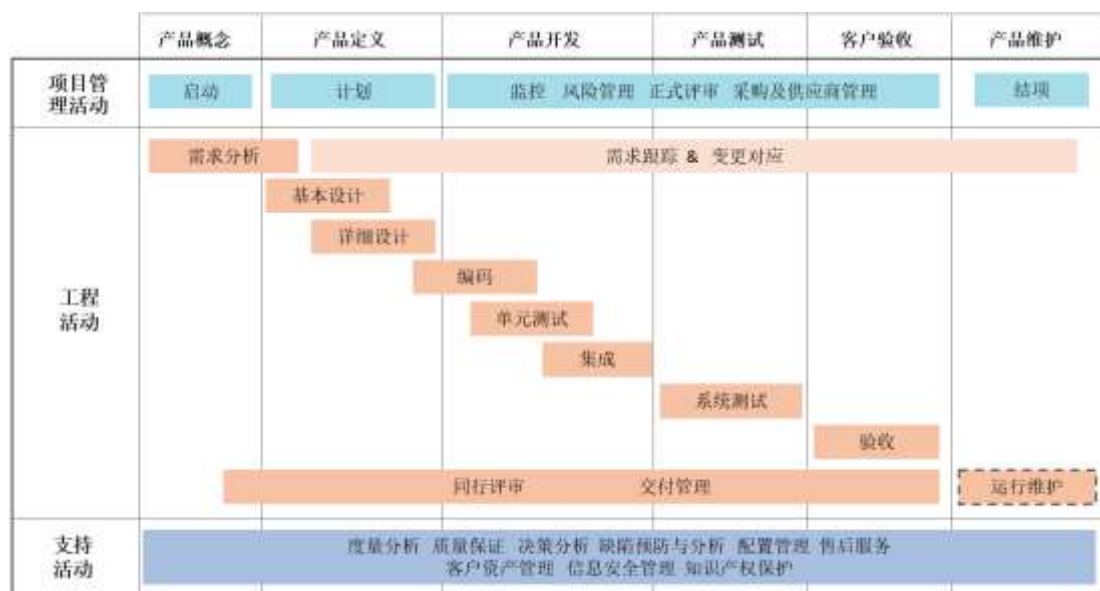 产品概念 产品定义 产品开发 产品测试 客户验收 产品维护
项目管
理活动
启动 计划 监控 风险管理 正式评审 采购及供应商管理 结项
需求分析 需求跟踪 & 变更对应
基本设计
详细设计
编码
工程
活动
单元测试
集成
系统测试
验收
同行评审 交付管理 运行维护
支持
活动
度量分析 质量保证 决策分析 缺陷预防与分析 配置管理 售后服务
客户资产管理 信息安全管理 知识产权保护